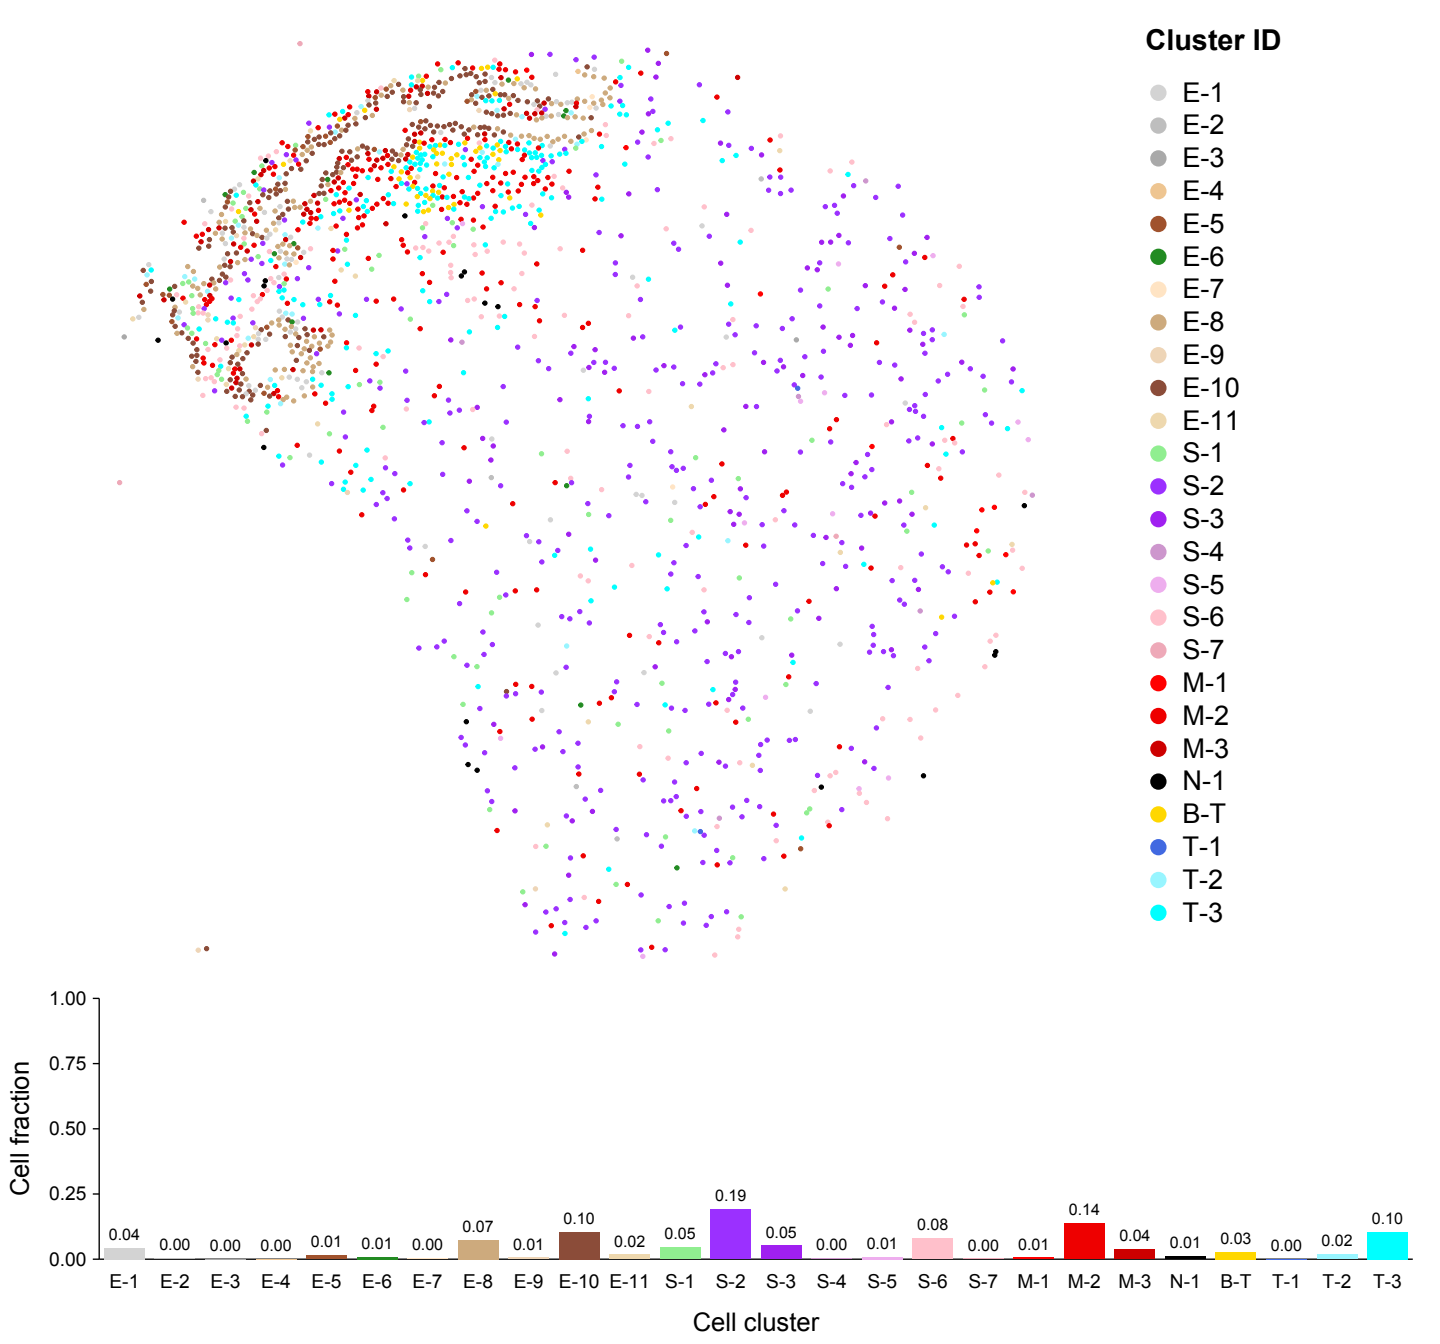 Cluster ID
E-1
E-2
E-3
E-4
E-5
E-6
E-7
E-8
E-9
E-10
E-11
S-1
S-2
S-3
S-4
S-5
S-6
S-7
M-1
M-2
M-3
N-1
B-T
T-1
T-2
T-3
1.00
0.75
0.50
0.25
0.00
Cell fraction
0.04 0.00 0.00 0.00 0.01 0.01 0.00 0.07 0.01 0.10 0.02 0.05 0.19 0.05 0.00 0.01 0.08 0.00 0.01 0.14 0.04 0.01 0.03 0.00 0.02 0.10
E-1 E-2 E-3 E-4 E-5 E-6 E-7 E-8 E-9 E-10 E-11 S-1 S-2 S-3 S-4 S-5 S-6 S-7 M-1 M-2 M-3 N-1 B-T T-1 T-2 T-3
Cell cluster